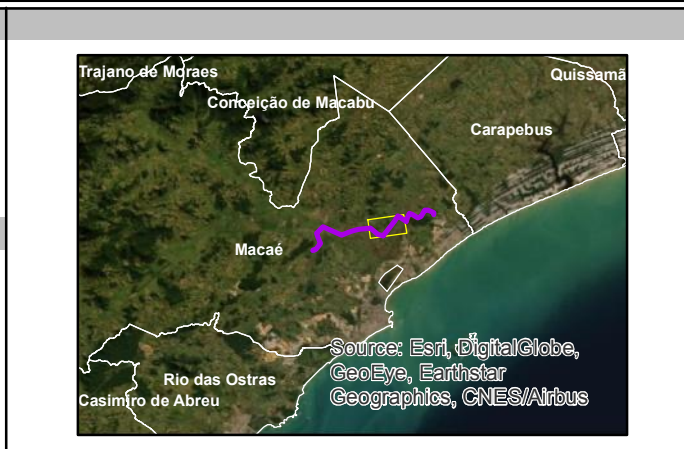 Trajano de Moraes
Quissamã
Conceição de Macabu
Carapebus
Macaé
Source: Esri, DigitalGlobe,
GeoEye, Earthstar
Geographics, CNES/Airbus
Rio das Ostras
Casimiro de Abreu